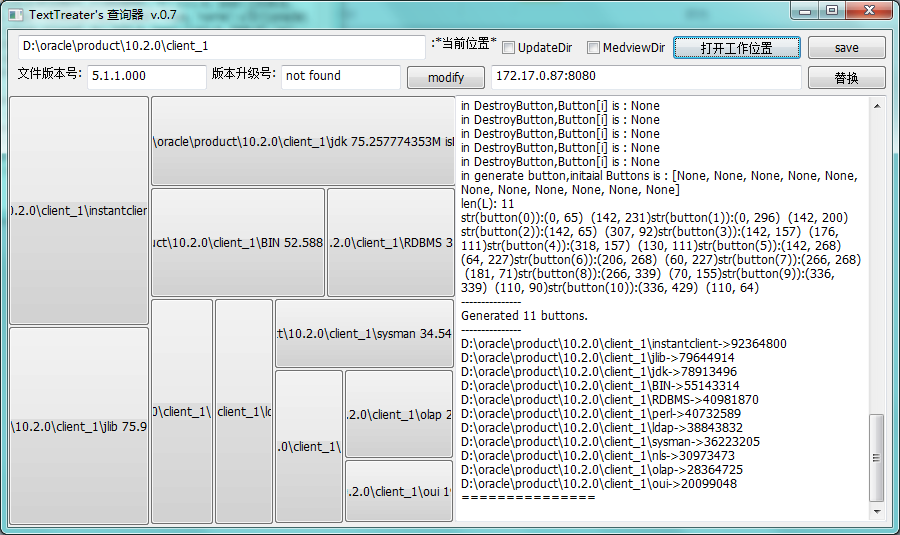 TextTreater's 查询器 v.0.7
D:\oracle\product\10.2.0\client_1
:*当前位置*
UpdateDir
MedviewDir
打开工作位置
save
文件版本号:
5.1.1.000
版本升级号:
not found
modify
172.17.0.87:8080
替换
.2.0\client_1\instantclien
\oracle\product\10.2.0\client_1\jdk 75.257774353M is
uct\10.2.0\client_1\BIN 52.588
.2.0\client_1\RDBMS 3
\10.2.0\client_1\jlib 75.9
0\client_1\
client_1\lc
ct\10.2.0\client_1\sysman 34.54
.0\client_1\
.2.0\client_1\olap 2
.2.0\client_1\oui 19
in DestroyButton,Button[i] is : None
in DestroyButton,Button[i] is : None
in DestroyButton,Button[i] is : None
in DestroyButton,Button[i] is : None
in DestroyButton,Button[i] is : None
in generate button,initaial Buttons is : [None, None, None, None, None,
None, None, None, None, None, None]
len(L): 11
str(button(0)):(0, 65) (142, 231)str(button(1)):(0, 296) (142, 200)
str(button(2)):(142, 65) (307, 92)str(button(3)):(142, 157) (176,
111)str(button(4)):(318, 157) (130, 111)str(button(5)):(142, 268)
(64, 227)str(button(6)):(206, 268) (60, 227)str(button(7)):(266, 268)
(181, 71)str(button(8)):(266, 339) (70, 155)str(button(9)):(336,
339) (110, 90)str(button(10)):(336, 429) (110, 64)
---------------
Generated 11 buttons.
---------------
D:\oracle\product\10.2.0\client_1\instantclient->92364800
D:\oracle\product\10.2.0\client_1\jlib->79644914
D:\oracle\product\10.2.0\client_1\jdk->78913496
D:\oracle\product\10.2.0\client_1\BIN->55143314
D:\oracle\product\10.2.0\client_1\RDBMS->40981870
D:\oracle\product\10.2.0\client_1\perl->40732589
D:\oracle\product\10.2.0\client_1\ldap->38843832
D:\oracle\product\10.2.0\client_1\sysman->36223205
D:\oracle\product\10.2.0\client_1\nls->30973473
D:\oracle\product\10.2.0\client_1\olap->28364725
D:\oracle\product\10.2.0\client_1\oui->20099048
===============